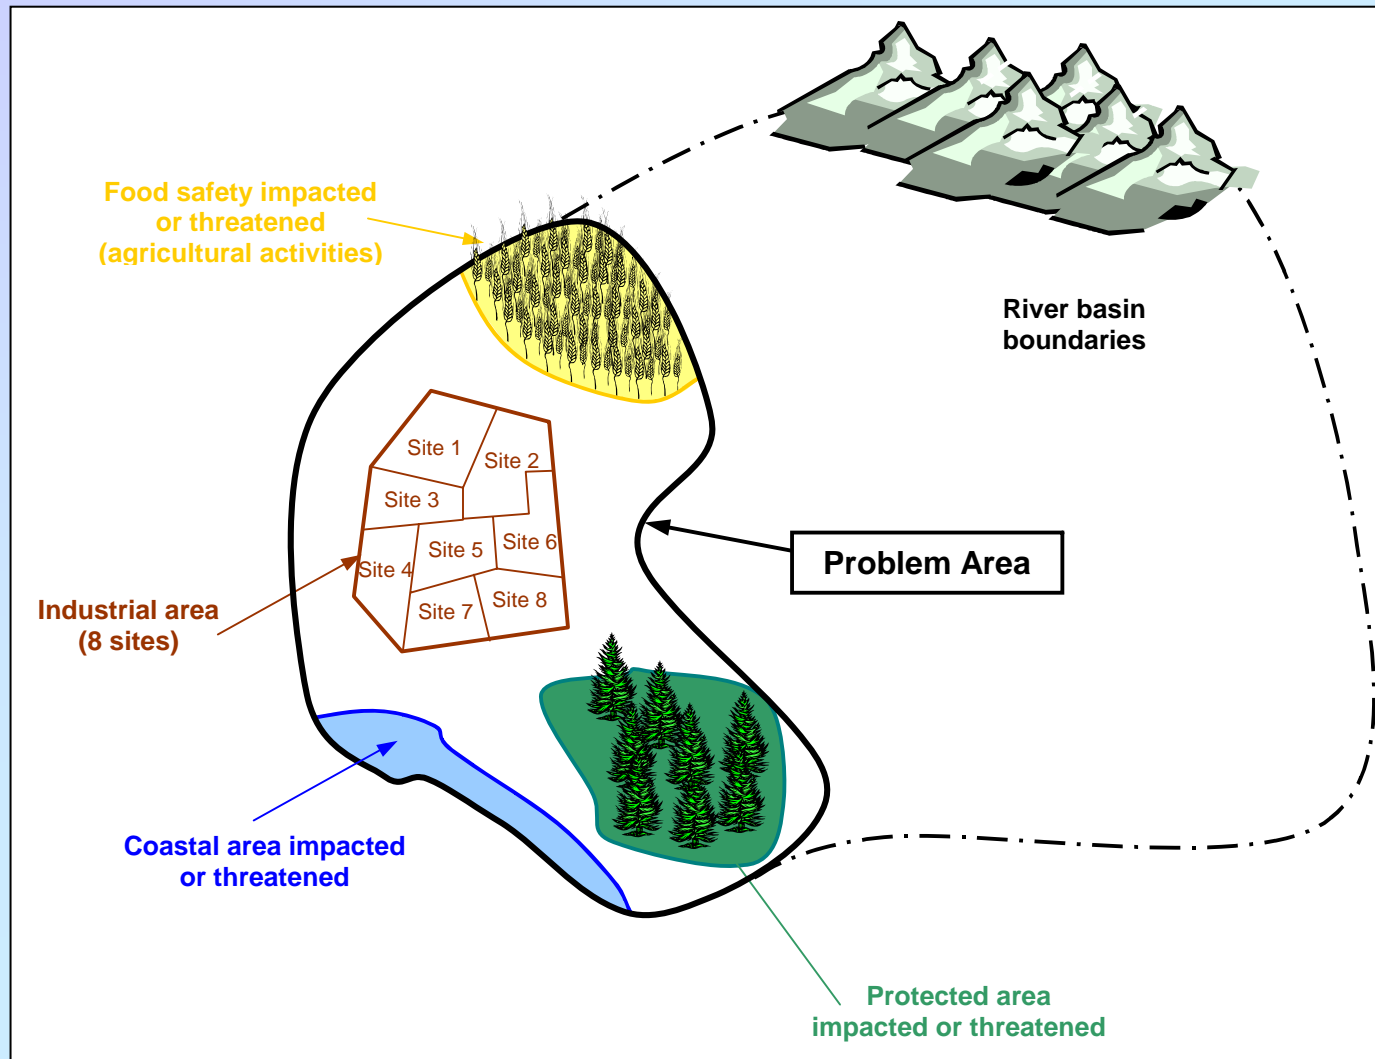 Food safety impacted
or threatened
(agricultural activities)
River basin
boundaries
Site 1
Site 2
Site 3
Site 5
Site 6
Site 4
Site 7
Site 8
Problem Area
Industrial area
(8 sites)
Coastal area impacted
or threatened
Protected area
impacted or threatened